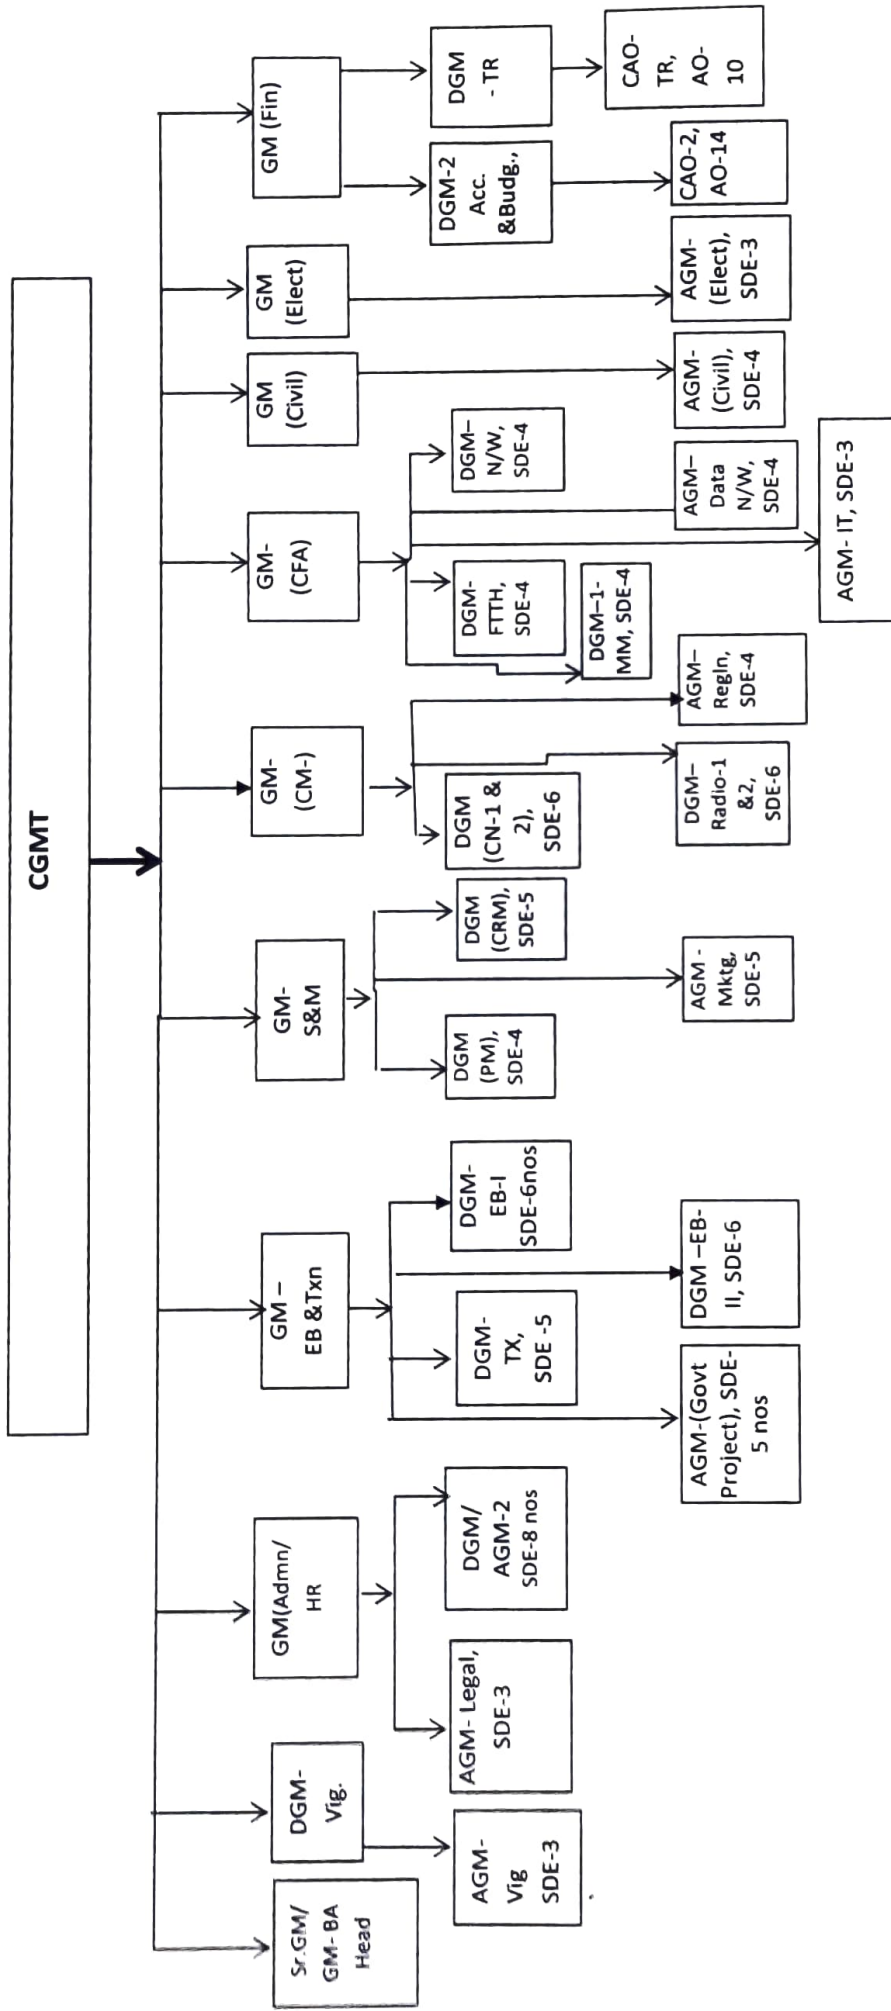 CGMT
Sr.GM/
GM- BA
Head
DGM-
Vig.
GM(Admn/
HR
GM –
EB &Txn
GM-
S&M
GM-
(CM-)
GM-
(CFA)
GM
(Civil)
GM
(Elect)
GM (Fin)
AGM-
Vig
SDE-3
AGM- Legal,
SDE-3
DGM/
AGM-2
SDE-8 nos
DGM-
TX,
SDE -5
DGM-
EB-I
SDE-6nos
DGM
(PM),
SDE-4
DGM
(CRM),
SDE-5
DGM
(CN-1 &
2),
SDE-6
DGM-
FTTH,
SDE-4
DGM–
N/W,
SDE-4
DGM-2
Acc.
&Budg.,
DGM
- TR
DGM–1-
MM, SDE-4
CAO-
TR,
AO-
10
AGM-(Govt
Project), SDE-
5 nos
DGM –EB-
II, SDE-6
AGM -
Mktg,
SDE-5
DGM–
Radio-1
&2,
SDE-6
AGM–
Regln,
SDE-4
AGM–
Data
N/W,
SDE-4
AGM-
(Civil),
SDE-4
AGM-
(Elect),
SDE-3
CAO-2,
AO-14
AGM- IT, SDE-3